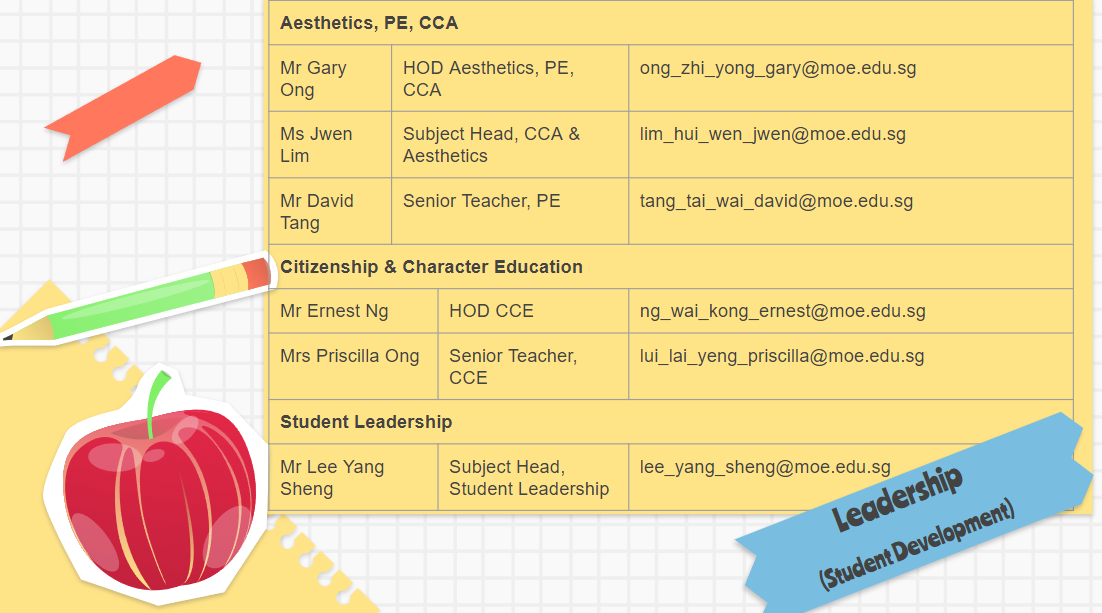 Aesthetics, PE, CCA
Mr Gary HOD Aesthetics, PE, ong_zhi_yong_gary@moe.edu.sg
Ong CCA
Ms Jwen Subject Head, CCA & lim_hui_wen_jwen@moe.edu.sg
Lim Aesthetics
Mr David Senior Teacher, PE tang_tai_wai_david@moe.edu.sg
Tang
Citizenship & Character Education
Mr Ernest Ng HOD CCE ng_wai_kong_ernest@moe.edu.sg
Mrs Priscilla Ong Senior Teacher, lui_lai_yeng_priscilla@moe.edu.sg
CCE
Student Leadership
Mr Lee Yang Subject Head, lee_yang_sheng@moe.edu.sg
Sheng Student Leadership
Leadership
(Student Development)